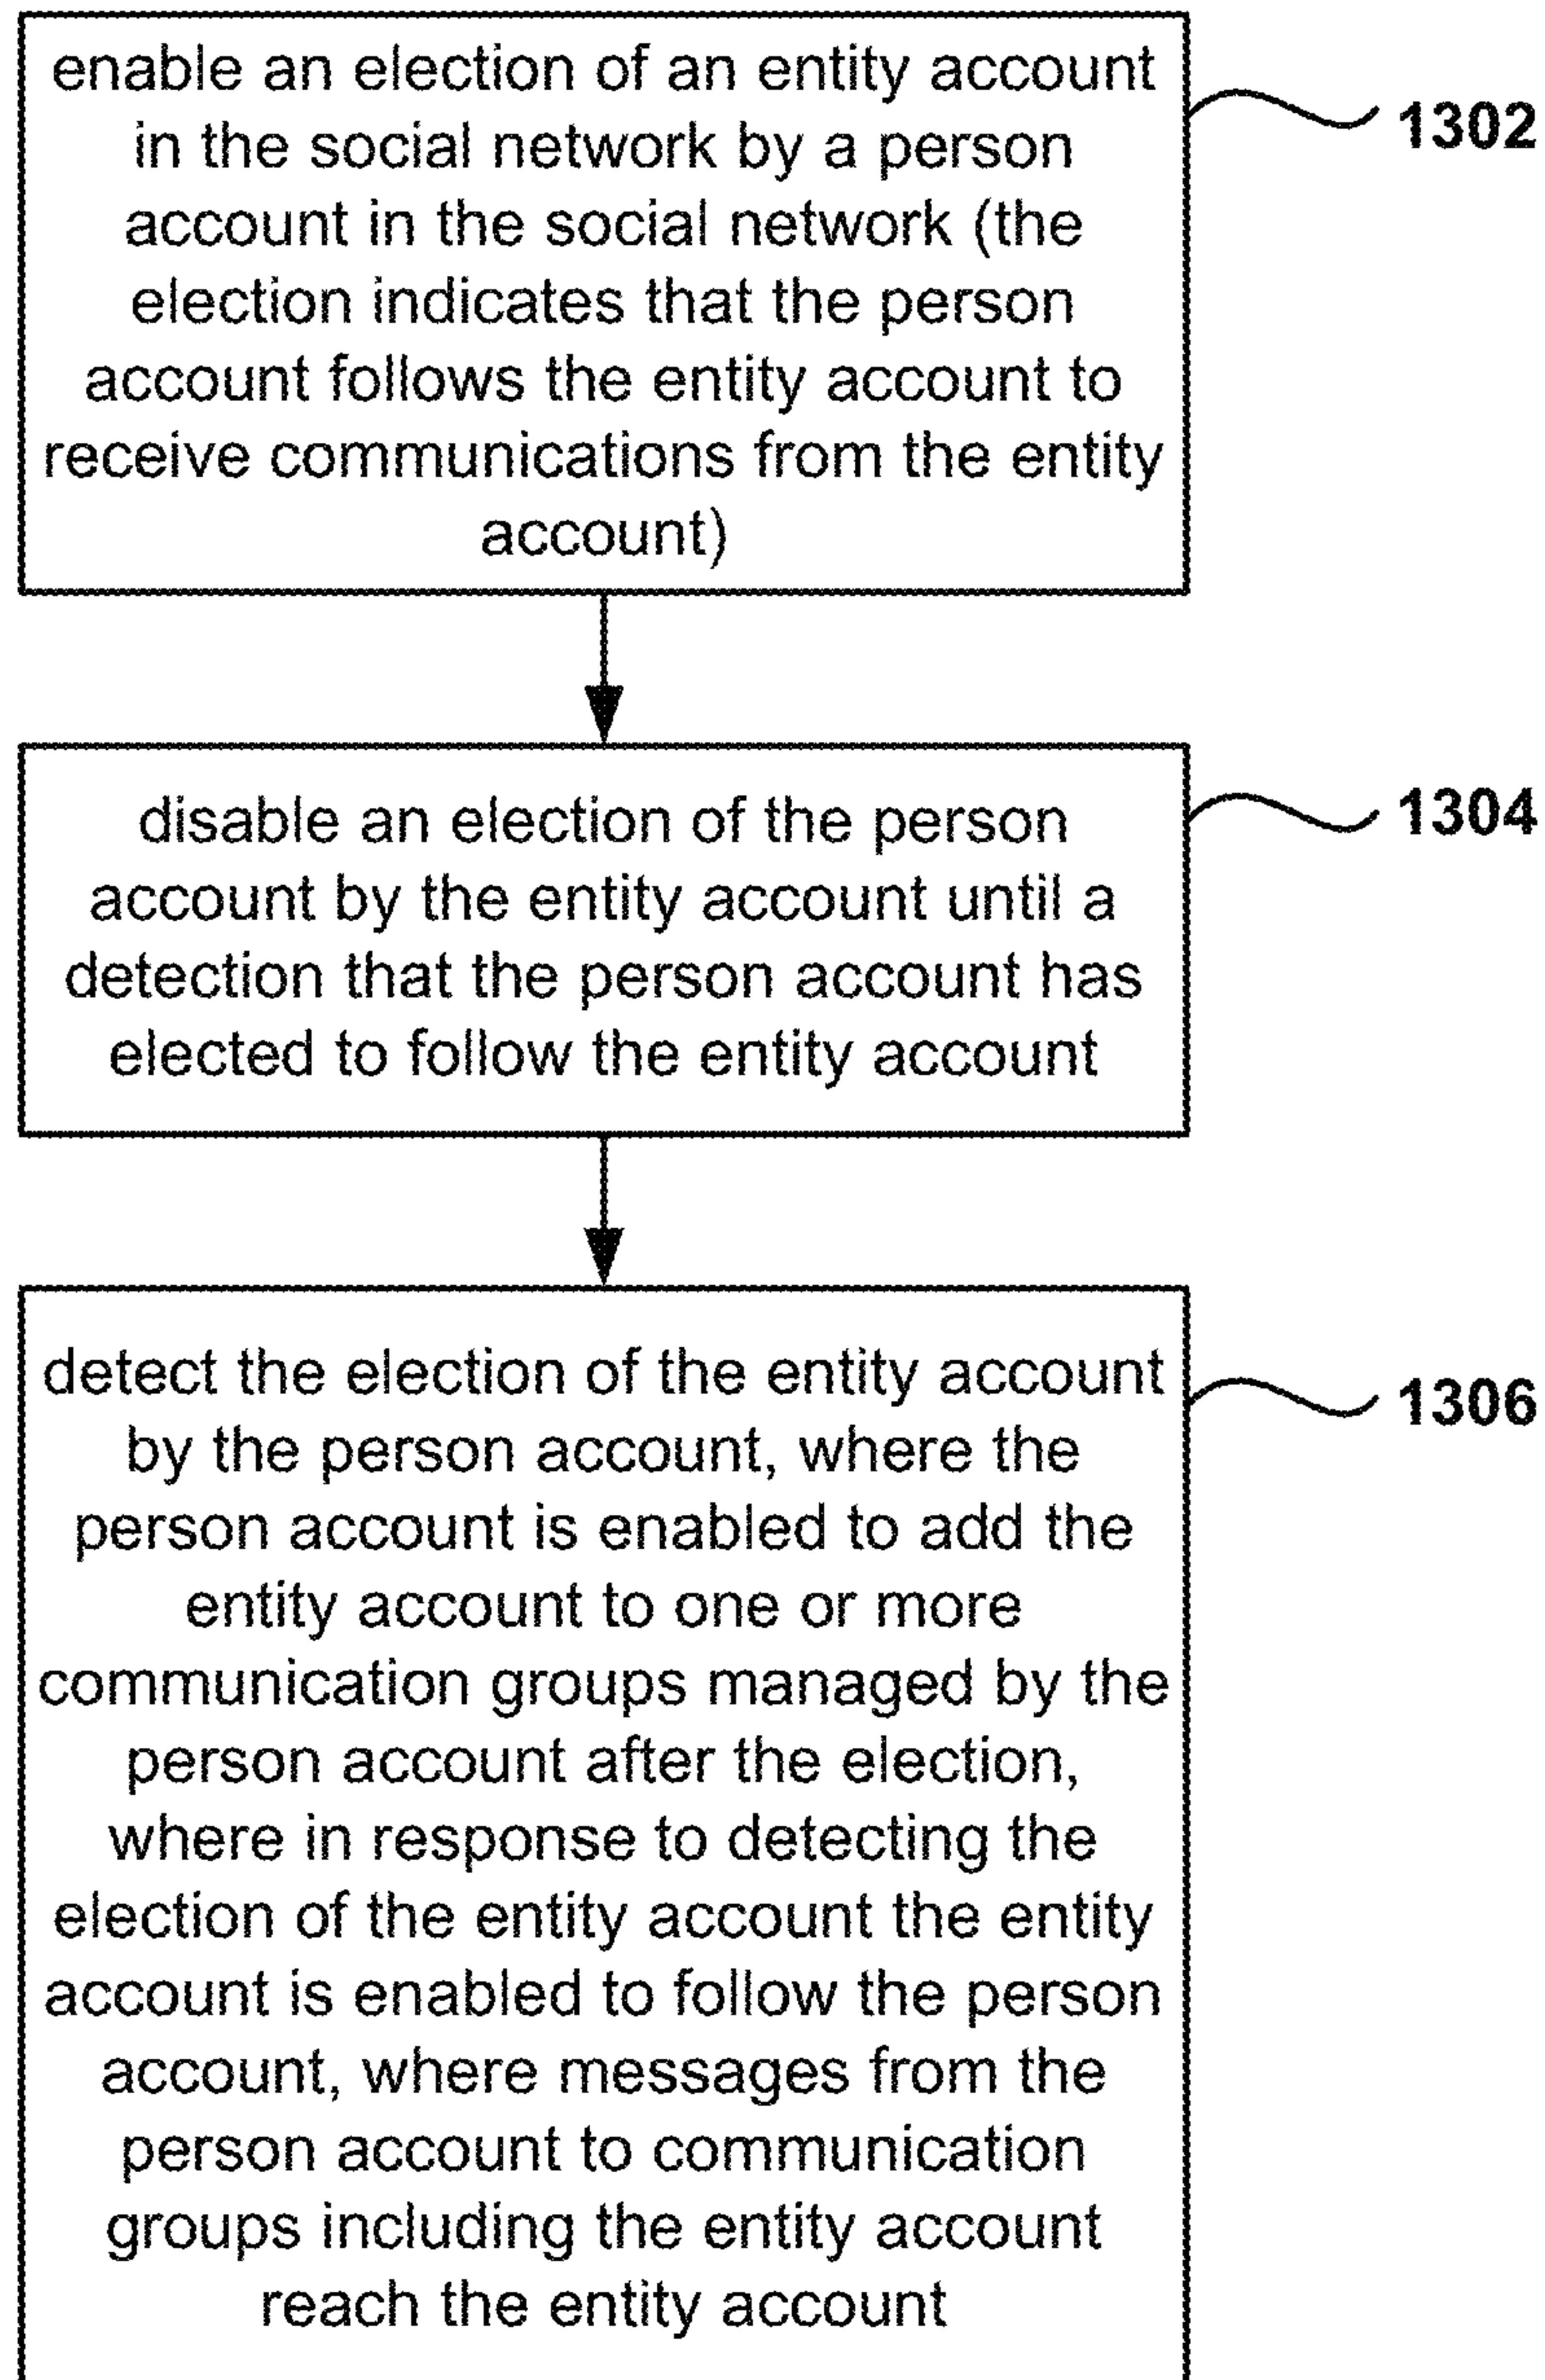 enable an election of an entity account
in the social network by a person
account in the social network (the
election indicates that the person
account follows the entity account to
receive communications from the entity
account)
1302
disable an election of the person
account by the entity account until a
detection that the person account has
elected to follow the entity account
1304
detect the election of the entity account
by the person account, where the
person account is enabled to add the
entity account to one or more
communication groups managed by the
person account after the election,
where in response to detecting the
election of the entity account the entity
account is enabled to follow the person
account, where messages from the
person account to communication
groups including the entity account
reach the entity account
1306